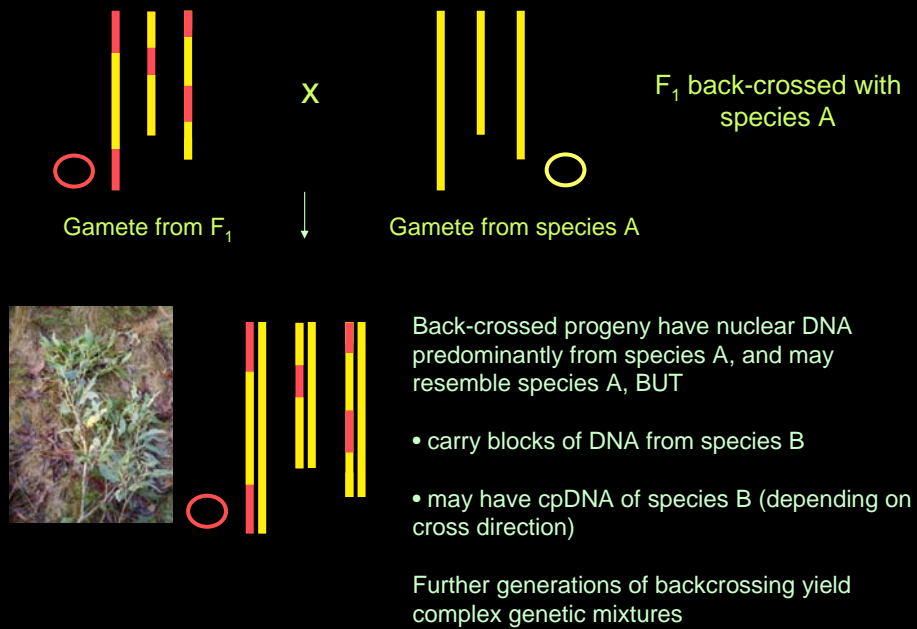 x
F₁ back-crossed with
species A
Gamete from F₁
Gamete from species A
Back-crossed progeny have nuclear DNA
predominantly from species A, and may
resemble species A, BUT
• carry blocks of DNA from species B
• may have cpDNA of species B (depending on
cross direction)
Further generations of backcrossing yield
complex genetic mixtures